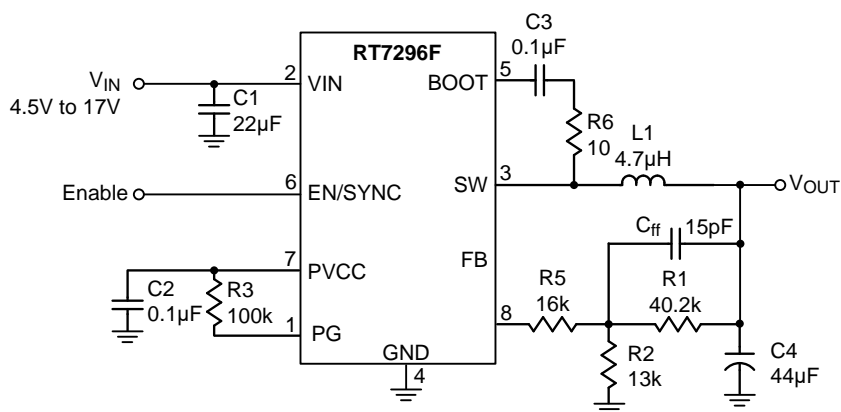 RT7296F
VIN
4.5V to 17V
C1
22µF
2
VIN
BOOT
5
C3
0.1µF
R6
10
L1
4.7µH
Enable
6
EN/SYNC
SW
3
VOUT
Cff
15pF
7
PVCC
FB
8
R5
16k
R1
40.2k
C2
0.1µF
R3
100k
1
PG
GND
4
R2
13k
C4
44µF